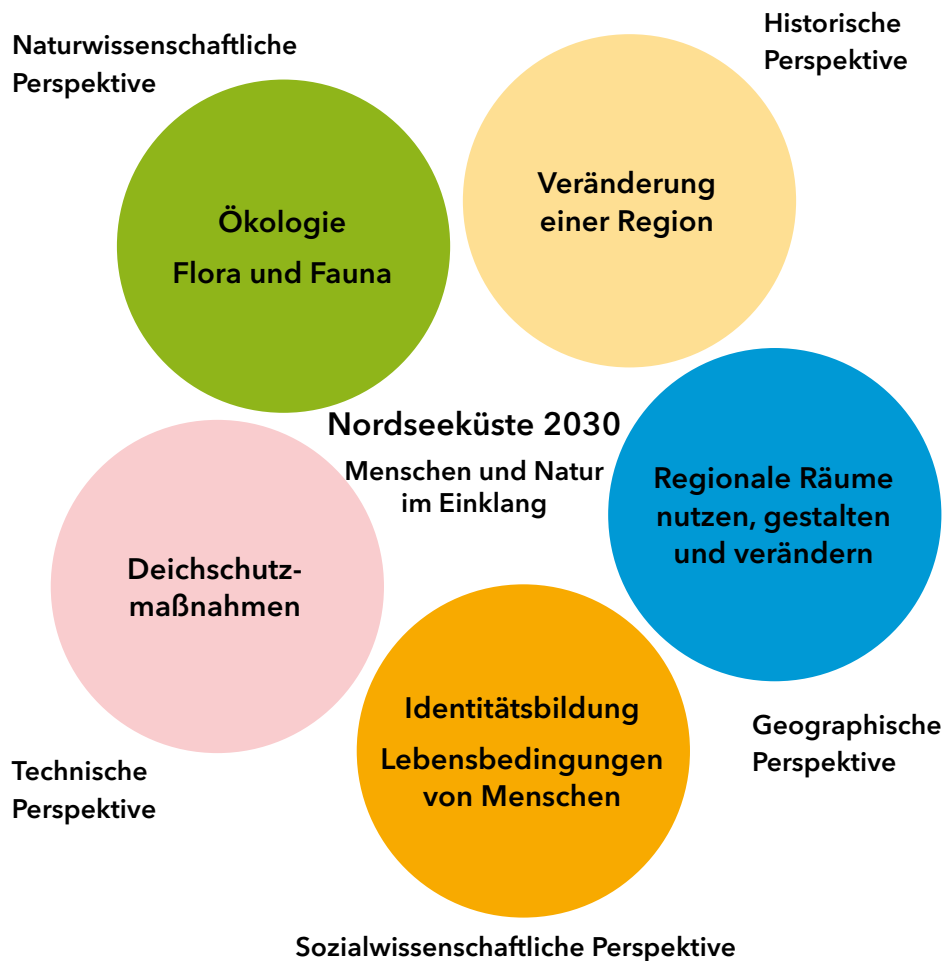 Naturwissenschaftliche
Perspektive
Historische
Perspektive
Ökologie
Flora und Fauna
Veränderung
einer Region
Nordseeküste 2030
Menschen und Natur
im Einklang
Regionale Räume
nutzen, gestalten
und verändern
Deichschutz-
maßnahmen
Identitätsbildung
Lebensbedingungen
von Menschen
Geographische
Perspektive
Technische
Perspektive
Sozialwissenschaftliche Perspektive